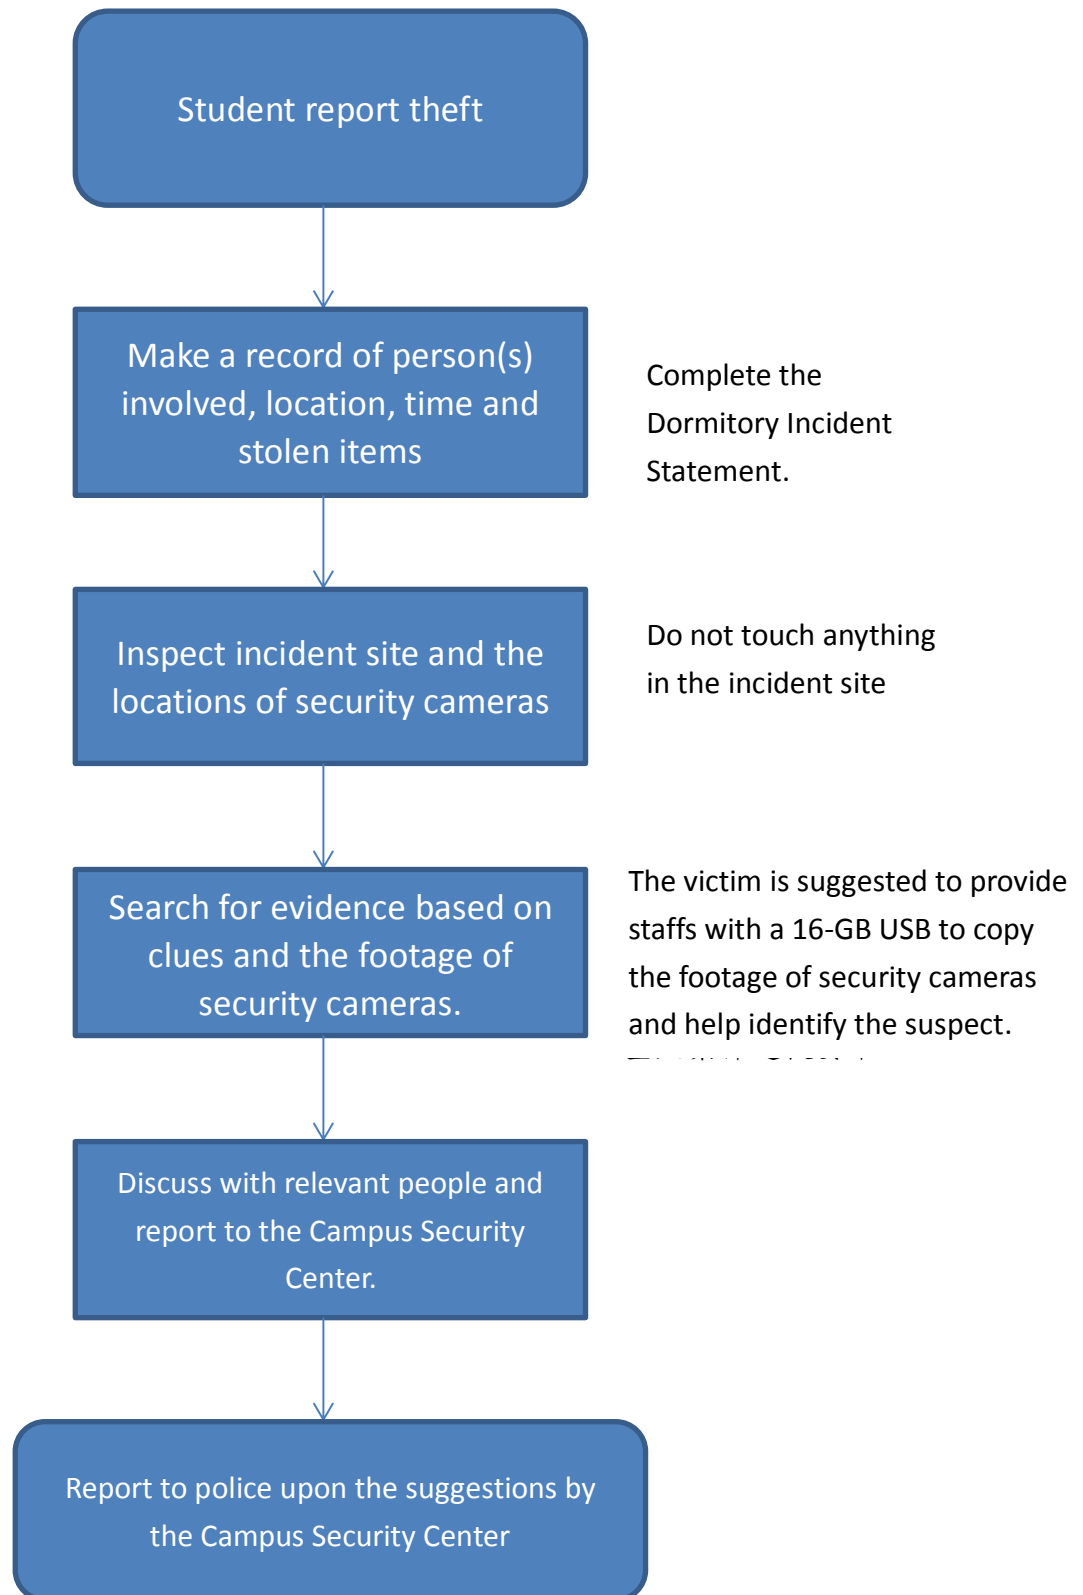 Student report theft
Make a record of person(s)
involved, location, time and
stolen items
Complete the
Dormitory Incident
Statement.
Inspect incident site and the
locations of security cameras
Do not touch anything
in the incident site
Search for evidence based on
clues and the footage of
security cameras.
The victim is suggested to provide
staffs with a 16-GB USB to copy
the footage of security cameras
and help identify the suspect.
Discuss with relevant people and
report to the Campus Security
Center.
Report to police upon the suggestions by
the Campus Security Center